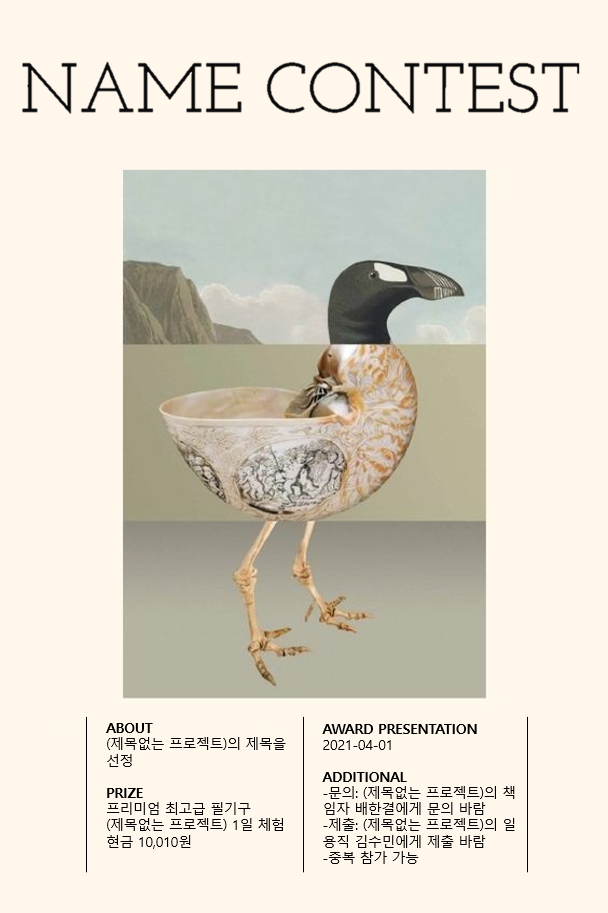 NAME CONTEST
ABOUT
(제목없는 프로젝트)의 제목을
선정
PRIZE
프리미엄 최고급 필기구
(제목없는 프로젝트) 1일 체험
현금 10,010원
AWARD PRESENTATION
2021-04-01
ADDITIONAL
-문의: (제목없는 프로젝트)의 책
임자 배한결에게 문의 바람
-제출: (제목없는 프로젝트)의 일
용직 김수민에게 제출 바람
-중복 참가 가능